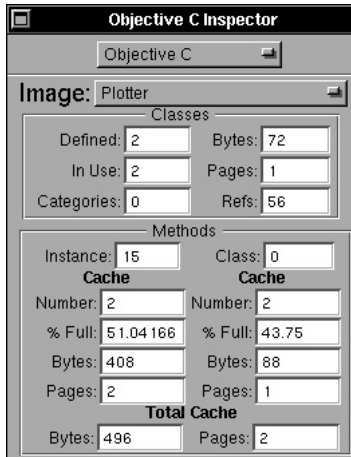 Objective C Inspector
Objective C
Image: Plotter
Classes
Defined: 2 Bytes: 72
In Use: 2 Pages: 1
Categories: 0 Refs: 56
Methods
Instance: 15 Class: 0
Cache Cache
Number: 2 Number: 2
% Full: 51.04166 % Full: 43.75
Bytes: 408 Bytes: 88
Pages: 2 Pages: 1
Total Cache
Bytes: 496 Pages: 2